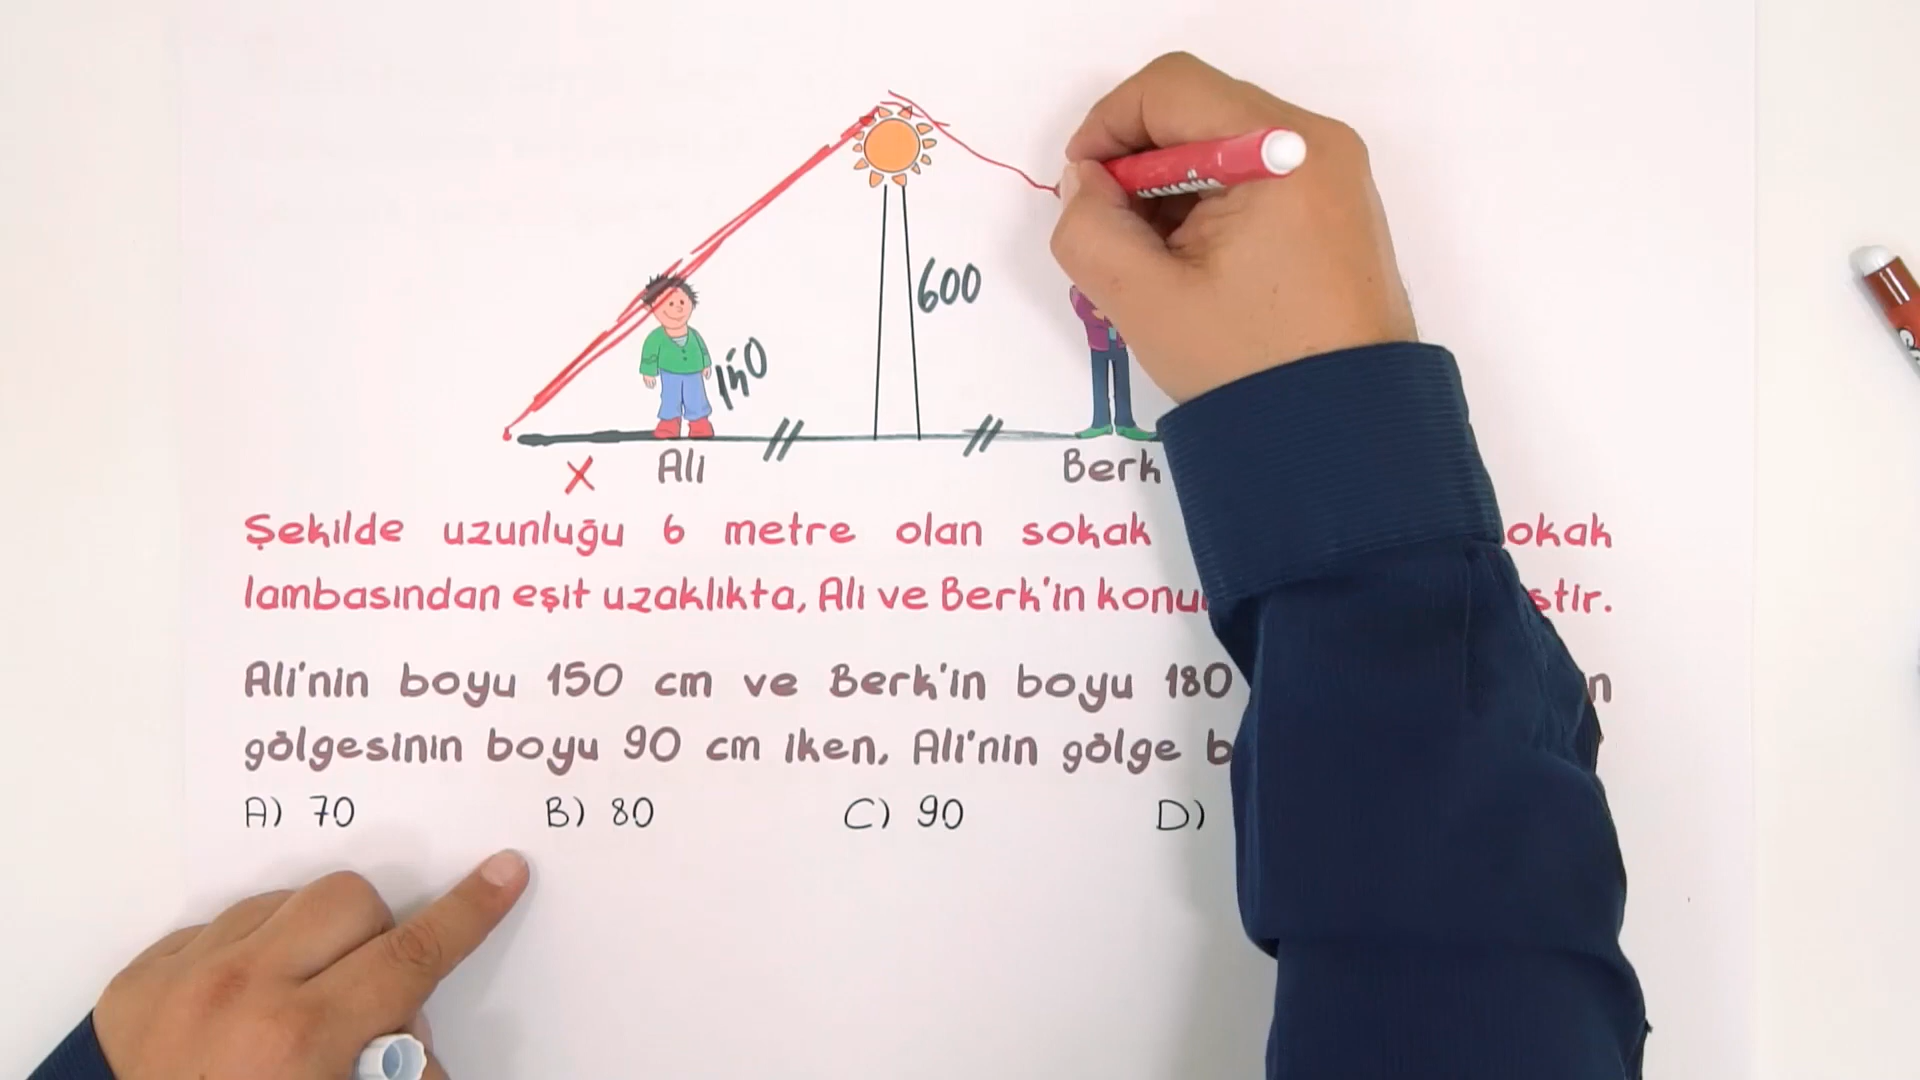 600
150
X Ali Berk
Şekilde uzunluğu 6 metre olan sokak okak
lambasından eşit uzaklıkta, Ali ve Berk'in konu ştir.
Ali'nin boyu 150 cm ve Berk'in boyu 180 n
gölgesinin boyu 90 cm iken, Ali'nin gölge b
A) 70 B) 80 C) 90 D)